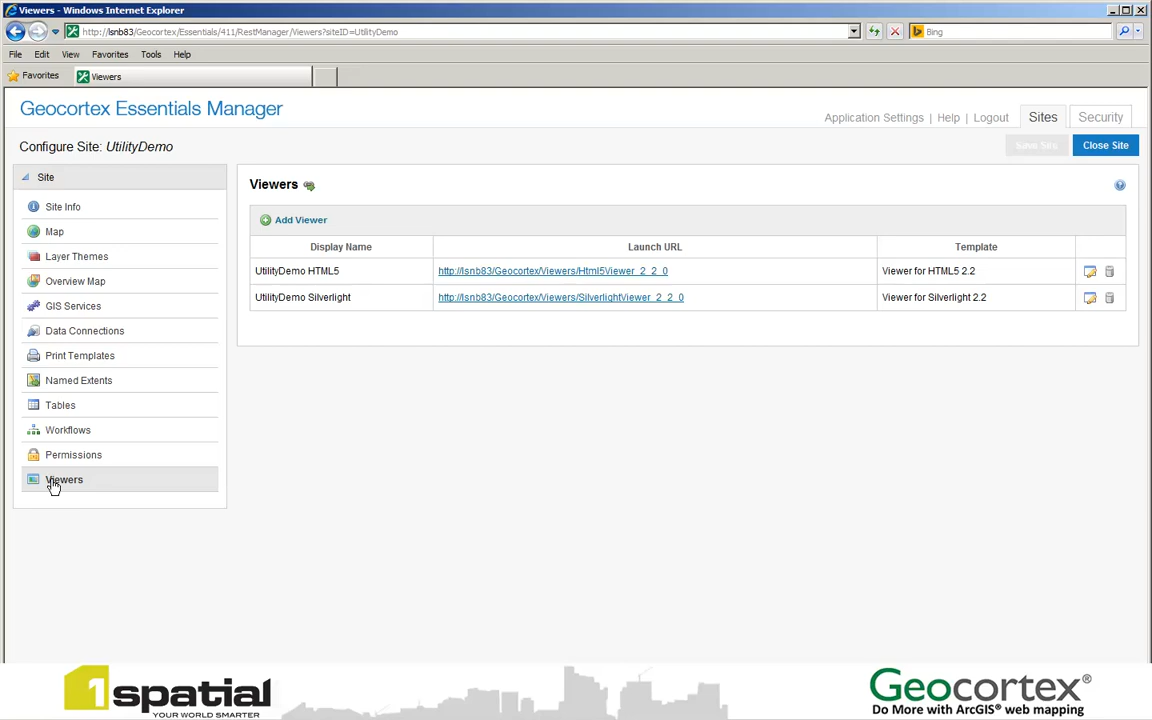 Viewers - Windows Internet Explorer
http://lsnb83/Geocortex/Essentials/411/RestManager/Viewers?siteID=UtilityDemo
Bing
File Edit View Favorites Tools Help
Favorites Viewers
Geocortex Essentials Manager
Application Settings | Help | Logout Sites Security
Configure Site: UtilityDemo
Save Site Close Site
Site
Site Info
Map
Layer Themes
Overview Map
GIS Services
Data Connections
Print Templates
Named Extents
Tables
Workflows
Permissions
Viewers
Viewers
Add Viewer
Display Name Launch URL Template
UtilityDemo HTML5 http://lsnb83/Geocortex/Viewers/Html5Viewer_2_2_0 Viewer for HTML5 2.2
UtilityDemo Silverlight http://lsnb83/Geocortex/Viewers/SilverlightViewer_2_2_0 Viewer for Silverlight 2.2
1spatial
YOUR WORLD SMARTER
Geocortex®
Do More with ArcGIS® web mapping